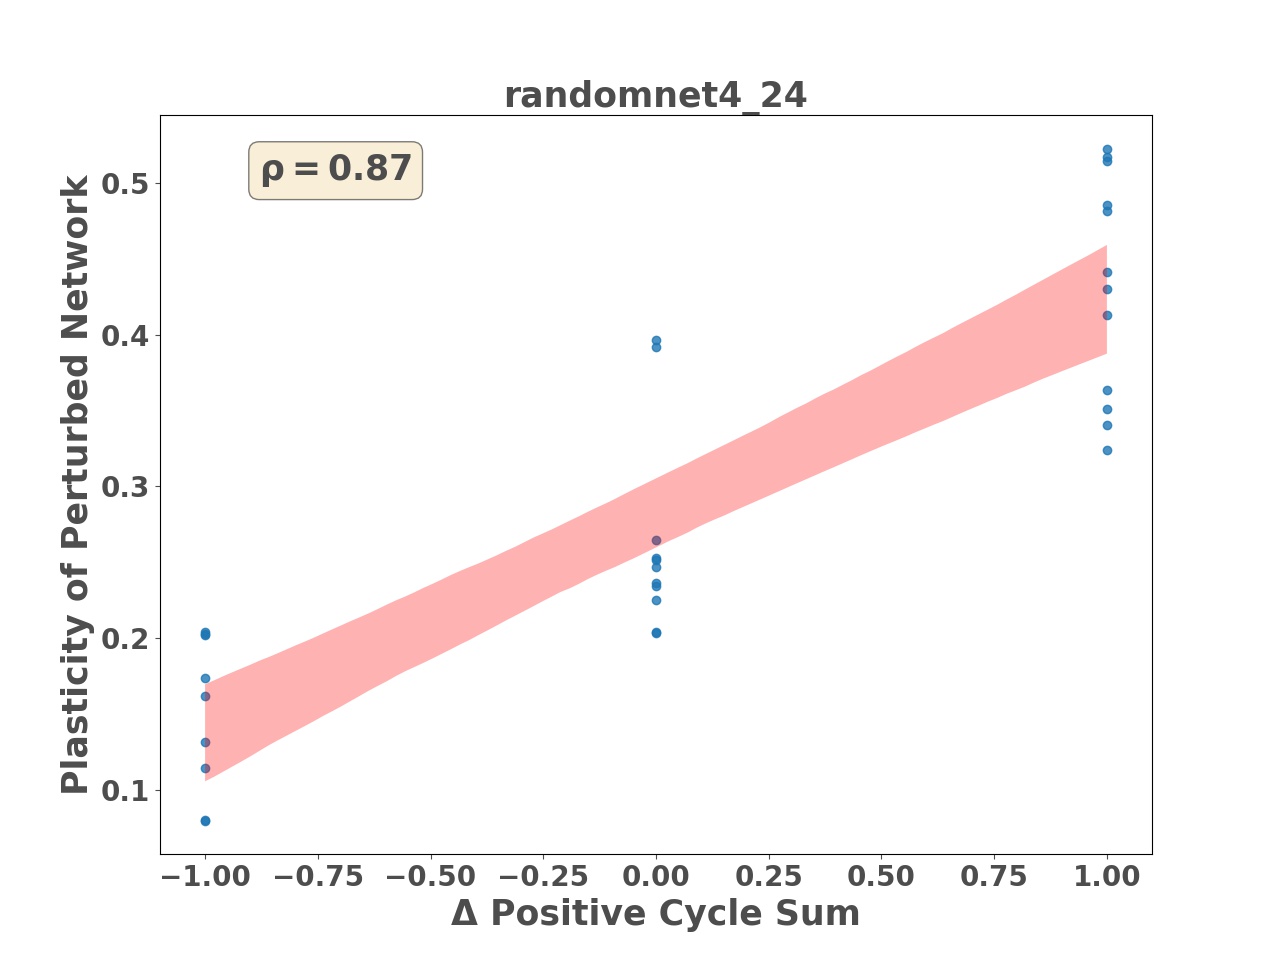 randomnet4_24
ρ = 0.87
Plasticity of Perturbed Network
0.5
0.4
0.3
0.2
0.1
−1.00 −0.75 −0.50 −0.25 0.00 0.25 0.50 0.75 1.00
Δ Positive Cycle Sum